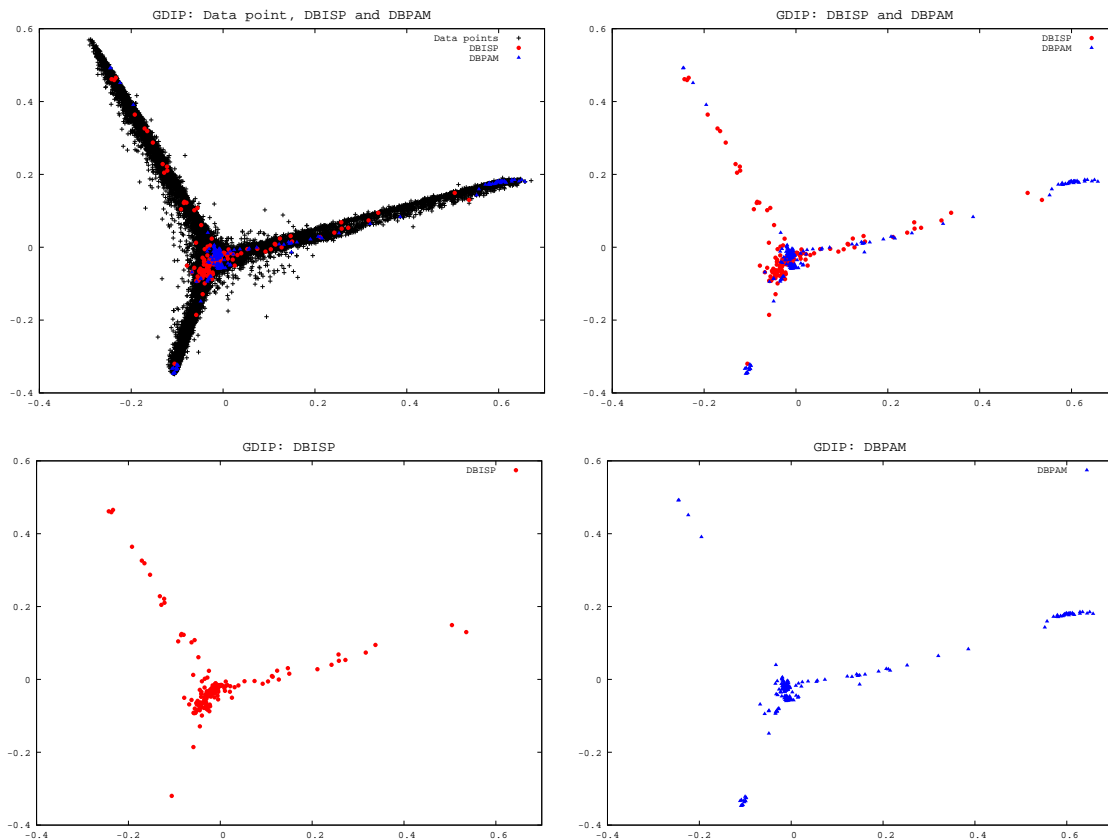 GDIP: Data point, DBISP and DBPAM
Data points
DBISP
DBPAM
0.6
0.4
0.2
0
-0.2
-0.4
-0.4 -0.2 0 0.2 0.4 0.6
GDIP: DBISP and DBPAM
DBISP
DBPAM
0.6
0.4
0.2
0
-0.2
-0.4
-0.4 -0.2 0 0.2 0.4 0.6
GDIP: DBISP
DBISP
0.6
0.4
0.2
0
-0.2
-0.4
-0.4 -0.2 0 0.2 0.4 0.6
GDIP: DBPAM
DBPAM
0.6
0.4
0.2
0
-0.2
-0.4
-0.4 -0.2 0 0.2 0.4 0.6